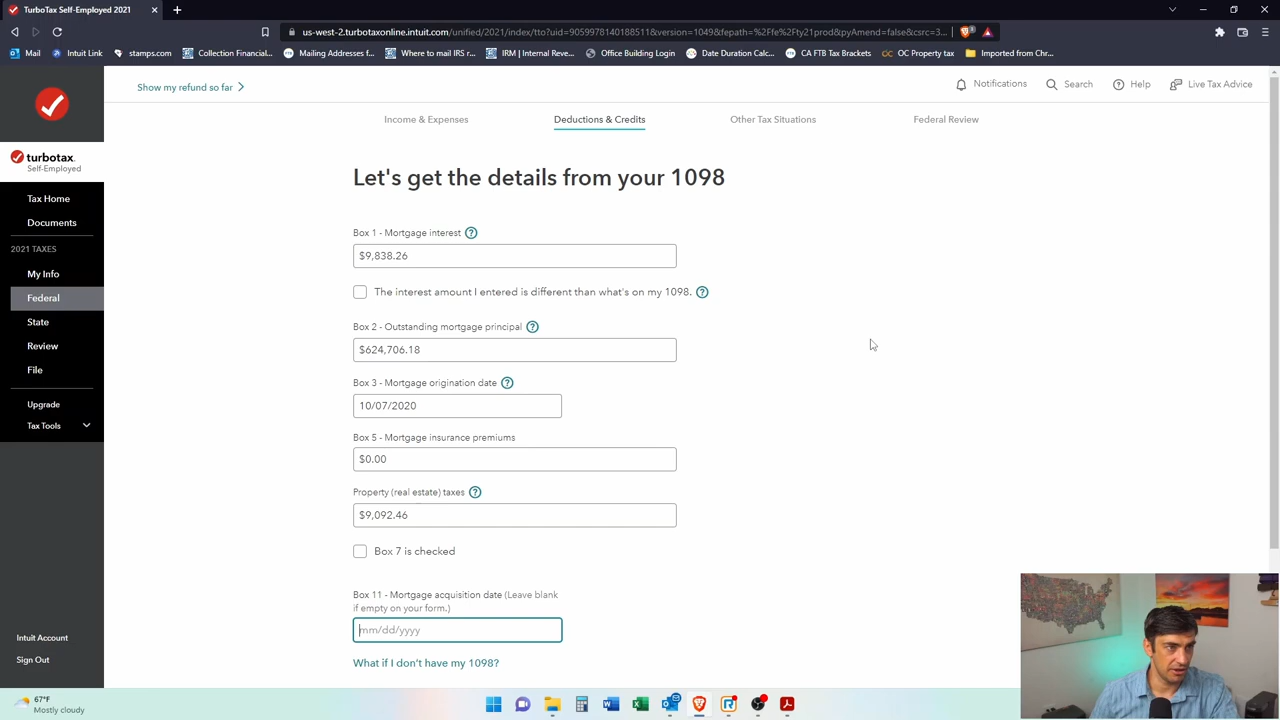 TurboTax Self-Employed 2021
us-west-2.turbotaxonline.intuit.com/unified/2021/index/tto?uid=9059978140188511&version=1049&fepath=%2Ffe%2Fty21prod&pyAmend=false&csrc=3...
Mail
Intuit Link
stamps.com
Collection Financial...
Mailing Addresses f...
Where to mail IRS r...
IRM | Internal Reve...
Office Building Login
Date Duration Calc...
CA FTB Tax Brackets
OC Property tax
Imported from Chr...
Show my refund so far
Notifications
Search
Help
Live Tax Advice
Income & Expenses
Deductions & Credits
Other Tax Situations
Federal Review
turbotax
Self-Employed
Tax Home
Documents
2021 TAXES
My Info
Federal
State
Review
File
Upgrade
Tax Tools
Intuit Account
Sign Out
Let's get the details from your 1098
Box 1 - Mortgage interest ?
$9,838.26
The interest amount I entered is different than what's on my 1098. ?
Box 2 - Outstanding mortgage principal ?
$624,706.18
Box 3 - Mortgage origination date ?
10/07/2020
Box 5 - Mortgage insurance premiums
$0.00
Property (real estate) taxes ?
$9,092.46
Box 7 is checked
Box 11 - Mortgage acquisition date (Leave blank
if empty on your form.)
mm/dd/yyyy
What if I don't have my 1098?
67°F
Mostly cloudy